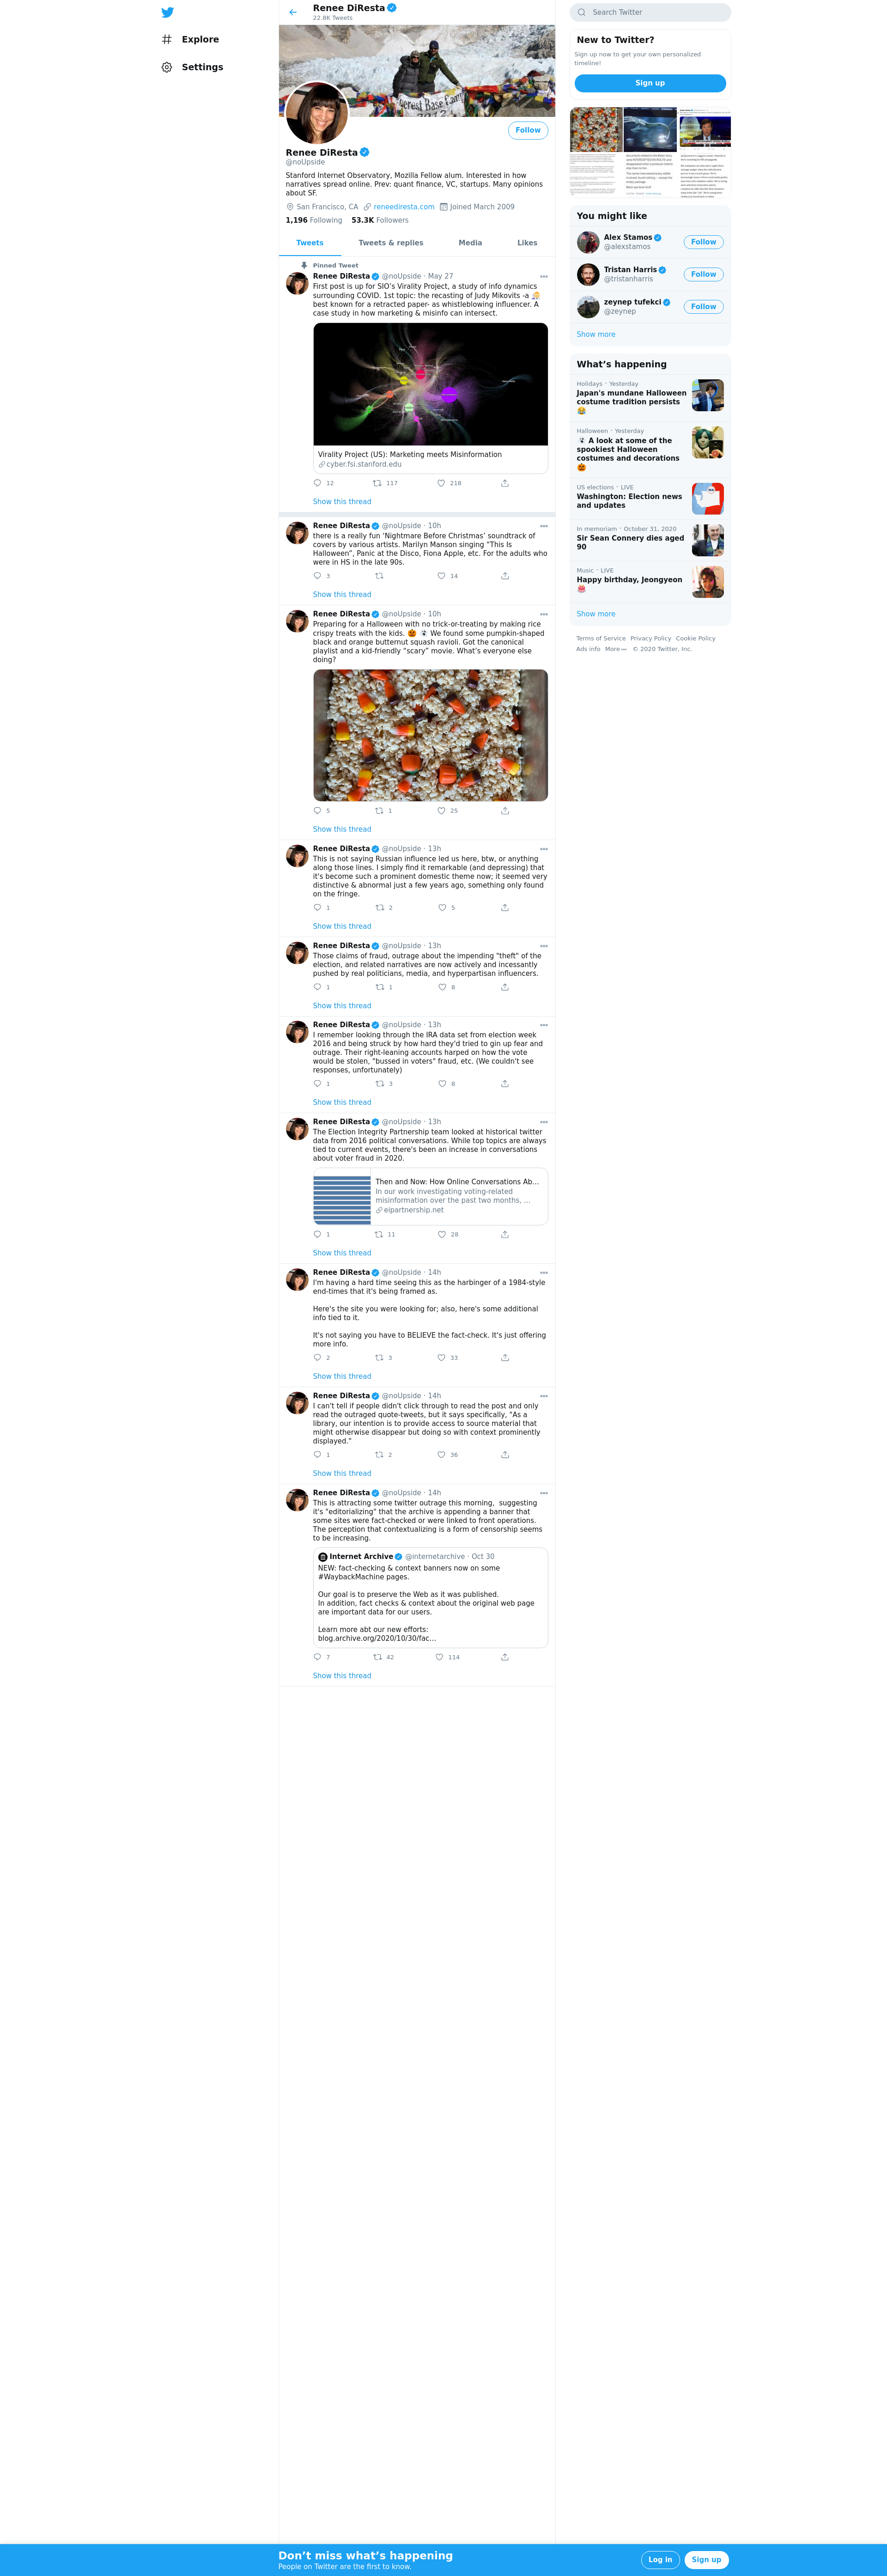 Explore
Settings
Renee DiResta
22.8K Tweets
Everest Base Camp
2012
Follow
Renee DiResta
@noUpside
Stanford Internet Observatory, Mozilla Fellow alum. Interested in how
narratives spread online. Prev: quant finance, VC, startups. Many opinions
about SF.
San Francisco, CA reneediresta.com Joined March 2009
1,196 Following 53.3K Followers
Tweets Tweets & replies Media Likes
Pinned Tweet
Renee DiResta @noUpside · May 27
First post is up for SIO's Virality Project, a study of info dynamics
surrounding COVID. 1st topic: the recasting of Judy Mikovits -a
best known for a retracted paper- as whistleblowing influencer. A
case study in how marketing & misinfo can intersect.
Virality Project (US): Marketing meets Misinformation
cyber.fsi.stanford.edu
12 117 218
Show this thread
Renee DiResta @noUpside · 10h
there is a really fun ‘Nightmare Before Christmas’ soundtrack of
covers by various artists. Marilyn Manson singing “This Is
Halloween”, Panic at the Disco, Fiona Apple, etc. For the adults who
were in HS in the late 90s.
3 14
Show this thread
Renee DiResta @noUpside · 10h
Preparing for a Halloween with no trick-or-treating by making rice
crispy treats with the kids. 🎃 👻 We found some pumpkin-shaped
black and orange butternut squash ravioli. Got the canonical
playlist and a kid-friendly “scary” movie. What’s everyone else
doing?
5 1 25
Show this thread
Renee DiResta @noUpside · 13h
This is not saying Russian influence led us here, btw, or anything
along those lines. I simply find it remarkable (and depressing) that
it's become such a prominent domestic theme now; it seemed very
distinctive & abnormal just a few years ago, something only found
on the fringe.
1 2 5
Show this thread
Renee DiResta @noUpside · 13h
Those claims of fraud, outrage about the impending "theft" of the
election, and related narratives are now actively and incessantly
pushed by real politicians, media, and hyperpartisan influencers.
1 1 8
Show this thread
Renee DiResta @noUpside · 13h
I remember looking through the IRA data set from election week
2016 and being struck by how hard they'd tried to gin up fear and
outrage. Their right-leaning accounts harped on how the vote
would be stolen, "bussed in voters" fraud, etc. (We couldn't see
responses, unfortunately)
1 3 8
Show this thread
Renee DiResta @noUpside · 13h
The Election Integrity Partnership team looked at historical twitter
data from 2016 political conversations. While top topics are always
tied to current events, there's been an increase in conversations
about voter fraud in 2020.
Then and Now: How Online Conversations Ab...
In our work investigating voting-related
misinformation over the past two months, ...
eipartnership.net
1 11 28
Show this thread
Renee DiResta @noUpside · 14h
I'm having a hard time seeing this as the harbinger of a 1984-style
end-times that it's being framed as.
Here's the site you were looking for; also, here's some additional
info tied to it.
It's not saying you have to BELIEVE the fact-check. It's just offering
more info.
2 3 33
Show this thread
Renee DiResta @noUpside · 14h
I can't tell if people didn't click through to read the post and only
read the outraged quote-tweets, but it says specifically, "As a
library, our intention is to provide access to source material that
might otherwise disappear but doing so with context prominently
displayed."
1 2 36
Show this thread
Renee DiResta @noUpside · 14h
This is attracting some twitter outrage this morning, suggesting
it's "editorializing" that the archive is appending a banner that
some sites were fact-checked or were linked to front operations.
The perception that contextualizing is a form of censorship seems
to be increasing.
Internet Archive @internetarchive · Oct 30
NEW: fact-checking & context banners now on some
#WaybackMachine pages.
Our goal is to preserve the Web as it was published.
In addition, fact checks & context about the original web page
are important data for our users.
Learn more abt our new efforts:
blog.archive.org/2020/10/30/fac…
7 42 114
Show this thread
Search Twitter
New to Twitter?
Sign up now to get your own personalized
timeline!
Sign up
You might like
Alex Stamos
@alexstamos
Follow
Tristan Harris
@tristanharris
Follow
zeynep tufekci
@zeynep
Follow
Show more
What’s happening
Holidays · Yesterday
Japan's mundane Halloween
costume tradition persists
😂
Halloween · Yesterday
👻 A look at some of the
spookiest Halloween
costumes and decorations
🎃
US elections · LIVE
Washington: Election news
and updates
In memoriam · October 31, 2020
Sir Sean Connery dies aged
90
Music · LIVE
Happy birthday, Jeongyeon
Show more
Terms of Service Privacy Policy Cookie Policy
Ads info More © 2020 Twitter, Inc.
Don’t miss what’s happening
People on Twitter are the first to know.
Log in Sign up